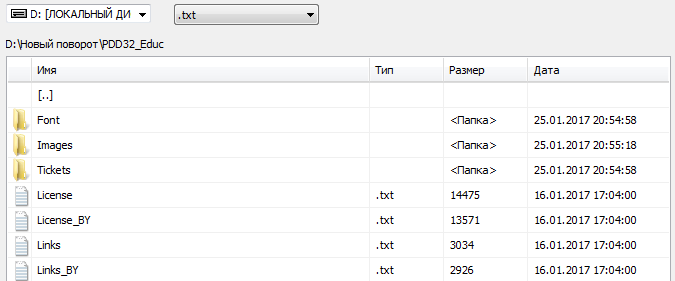 D: [ЛОКАЛЬНЫЙ ДИ .txt
D:\Новый поворот\PDD32_Educ
Имя Тип Размер Дата
[..]
Font <Папка> 25.01.2017 20:54:58
Images <Папка> 25.01.2017 20:55:18
Tickets <Папка> 25.01.2017 20:54:58
License .txt 14475 16.01.2017 17:04:00
License_BY .txt 13571 16.01.2017 17:04:00
Links .txt 3034 16.01.2017 17:04:00
Links_BY .txt 2926 16.01.2017 17:04:00